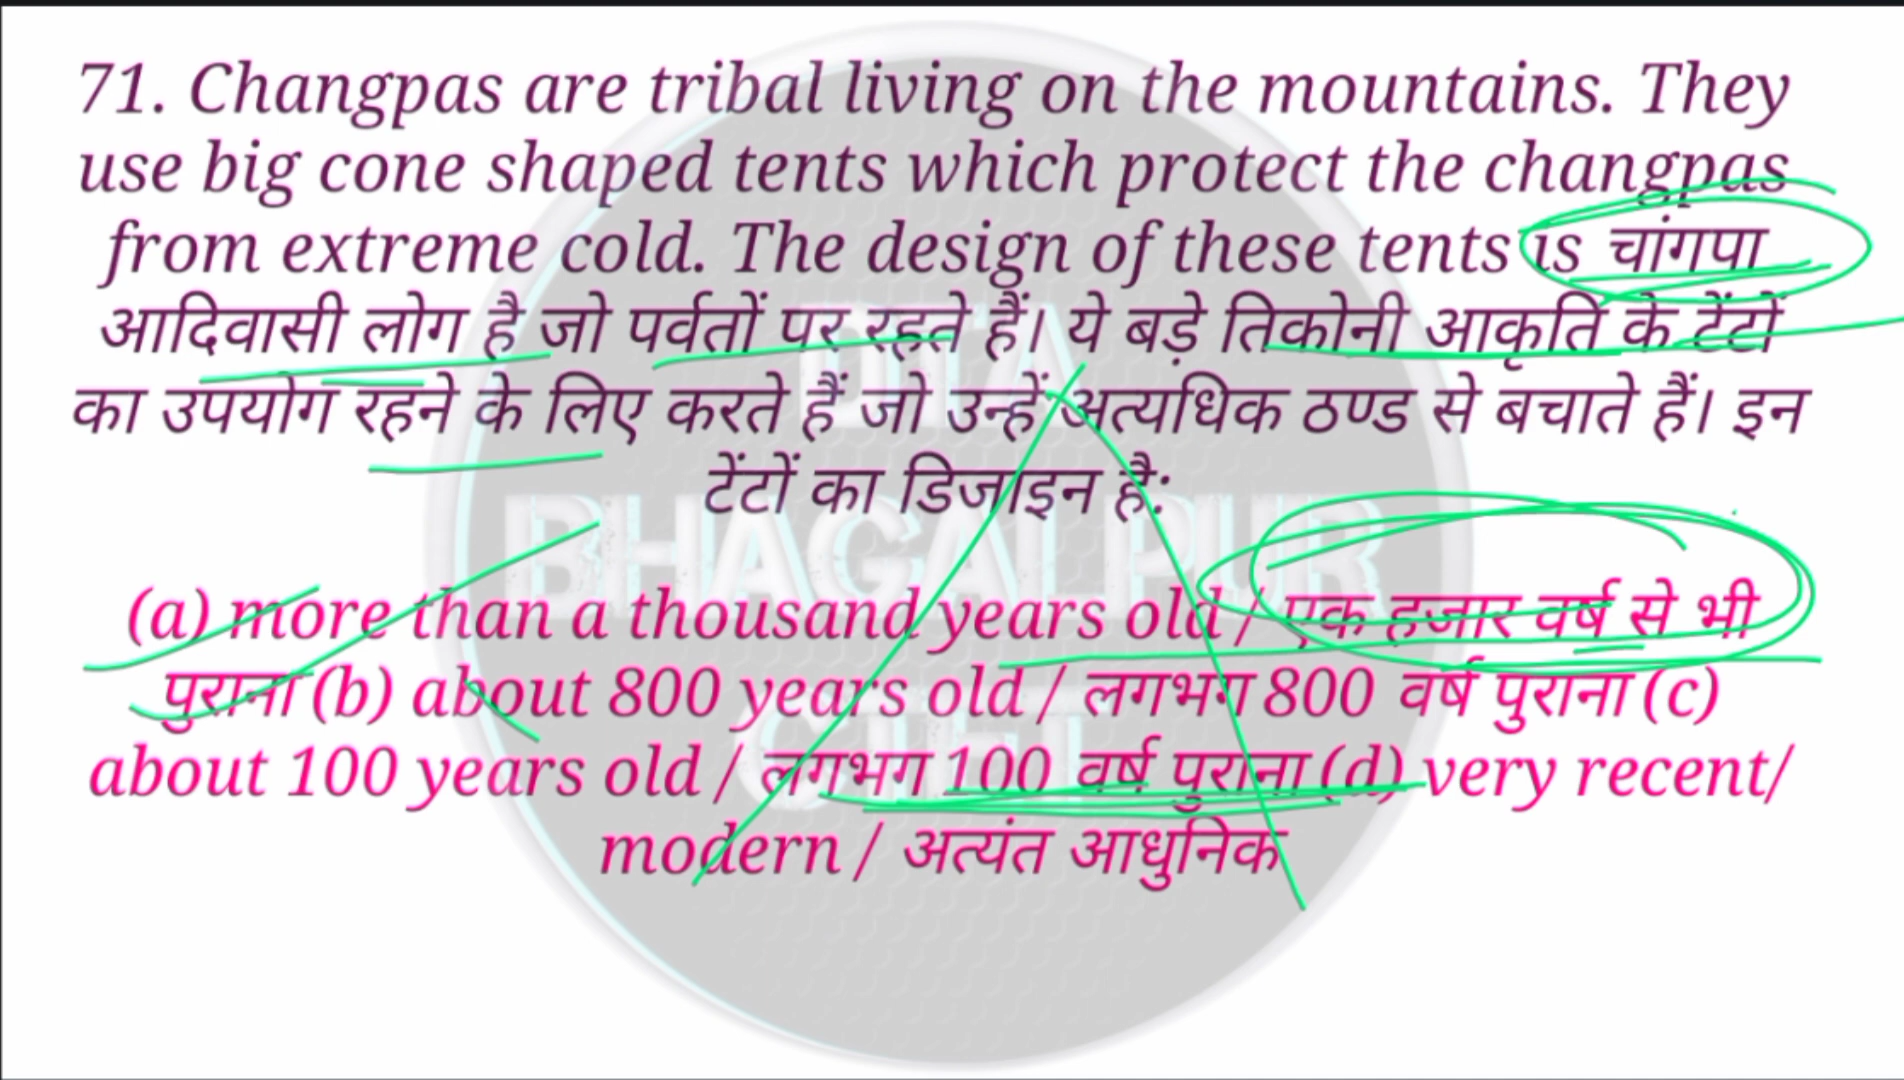 71. Changpas are tribal living on the mountains. They
use big cone shaped tents which protect the changpas
from extreme cold. The design of these tents is चांगपा
आदिवासी लोग है जो पर्वतों पर रहते हैं। ये बड़े तिकोनी आकृति के टेंटों
का उपयोग रहने के लिए करते हैं जो उन्हें अत्यधिक ठण्ड से बचाते हैं। इन
टेंटों का डिजाइन है:
(a) more than a thousand years old / एक हजार वर्ष से भी
पुराना (b) about 800 years old / लगभग 800 वर्ष पुराना (c)
about 100 years old / लगभग 100 वर्ष पुराना (d) very recent/
modern / अत्यंत आधुनिक
DTA
BHAGALPUR